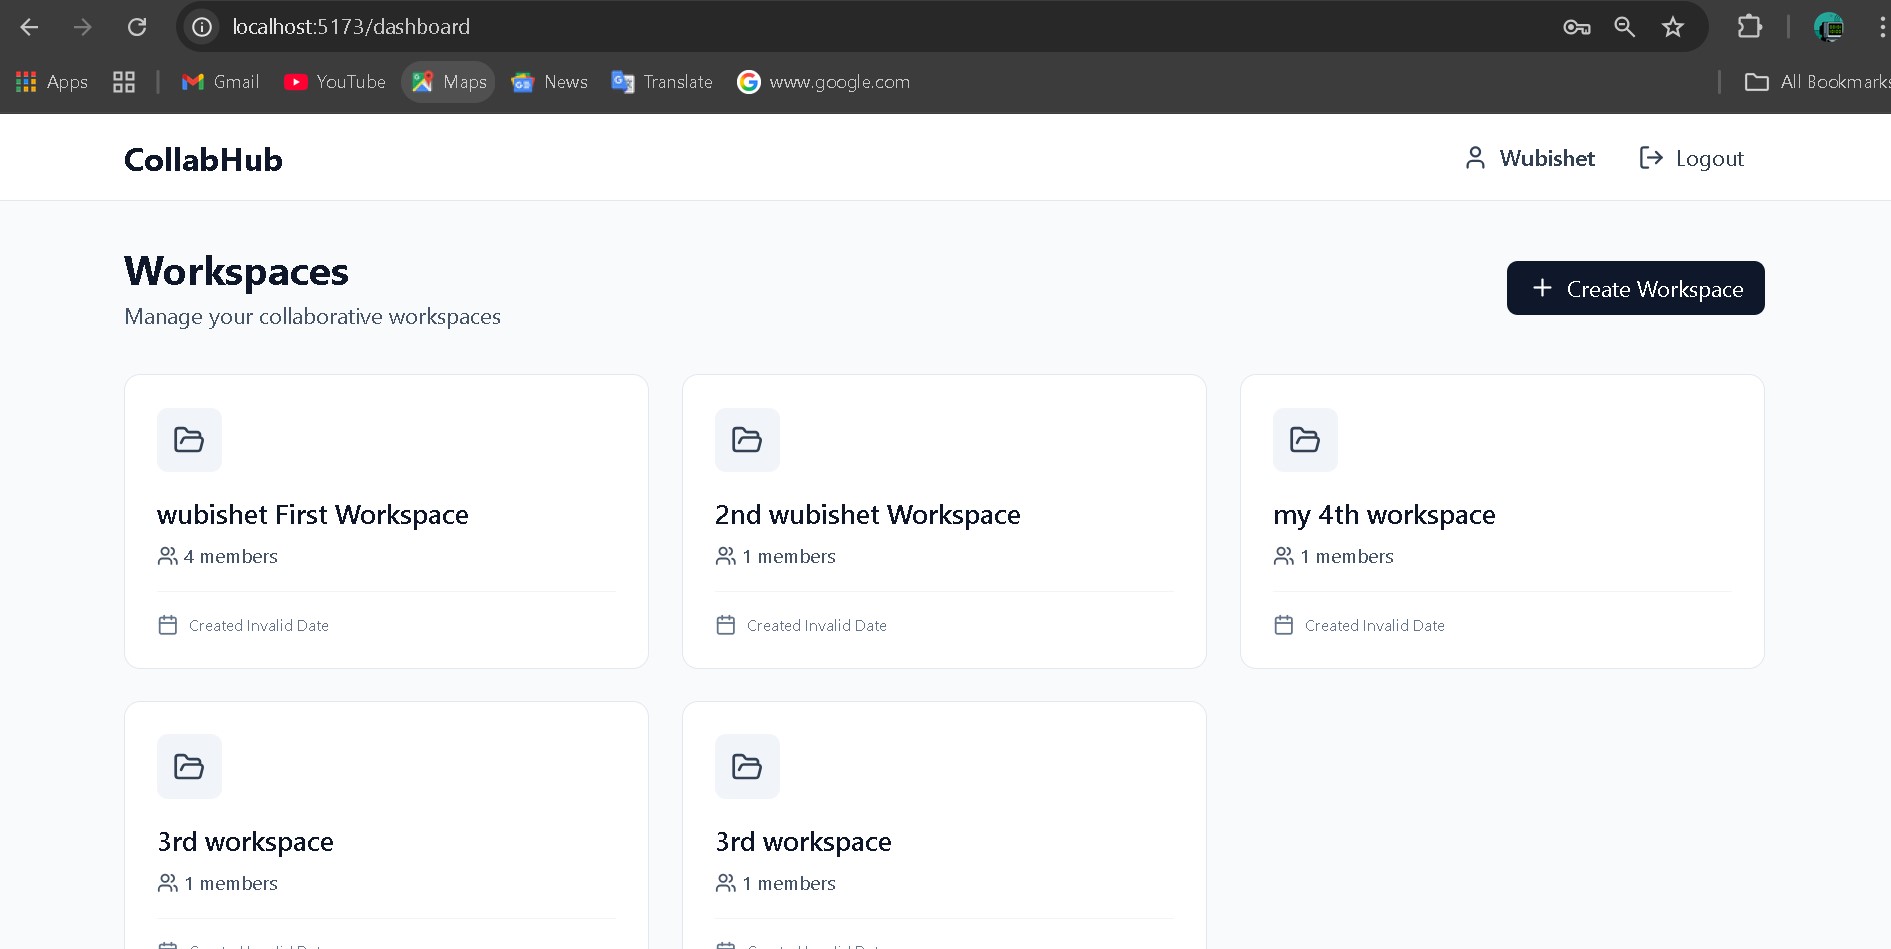 localhost:5173/dashboard
Apps Gmail YouTube Maps News Translate www.google.com All Bookmarks
CollabHub Wubishet Logout
Workspaces
Manage your collaborative workspaces
+ Create Workspace
wubishet First Workspace
4 members
Created Invalid Date
2nd wubishet Workspace
1 members
Created Invalid Date
my 4th workspace
1 members
Created Invalid Date
3rd workspace
1 members
3rd workspace
1 members